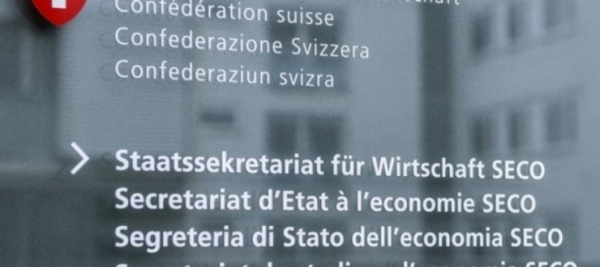 Confédération suisse
Confederazione Svizzera
Confederaziun svizra
Staatssekretariat für Wirtschaft SECO
Secretariat d'Etat à l'economie SECO
Segreteria di Stato dell'economia SECO